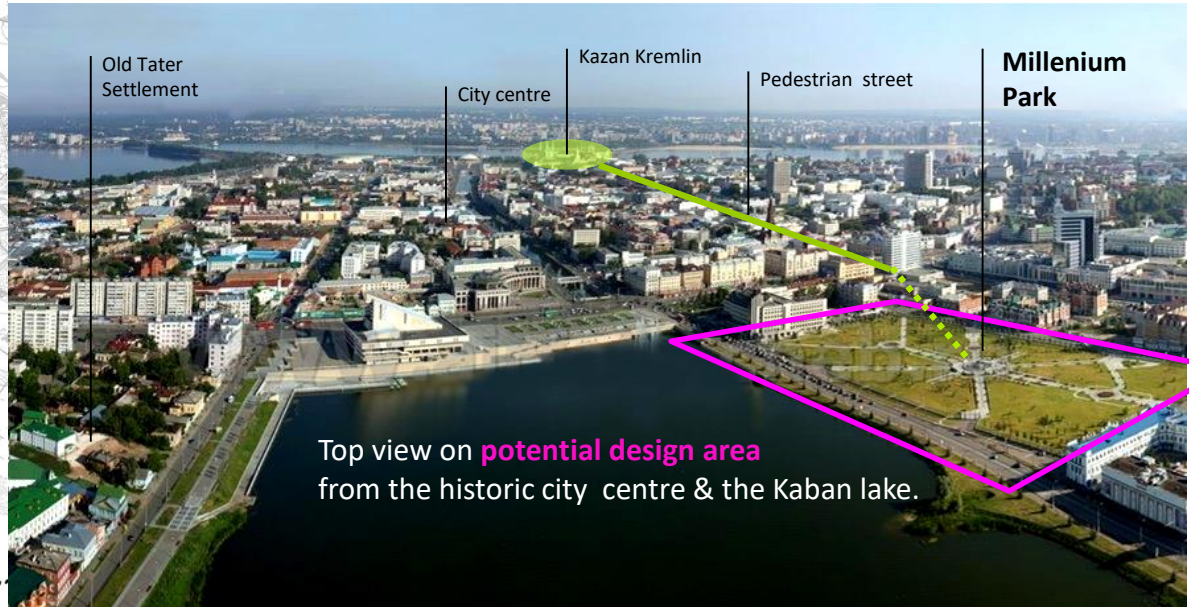 Old Tater
Settlement
City centre
Kazan Kremlin
Pedestrian street
Millenium
Park
Top view on potential design area
from the historic city centre & the Kaban lake.